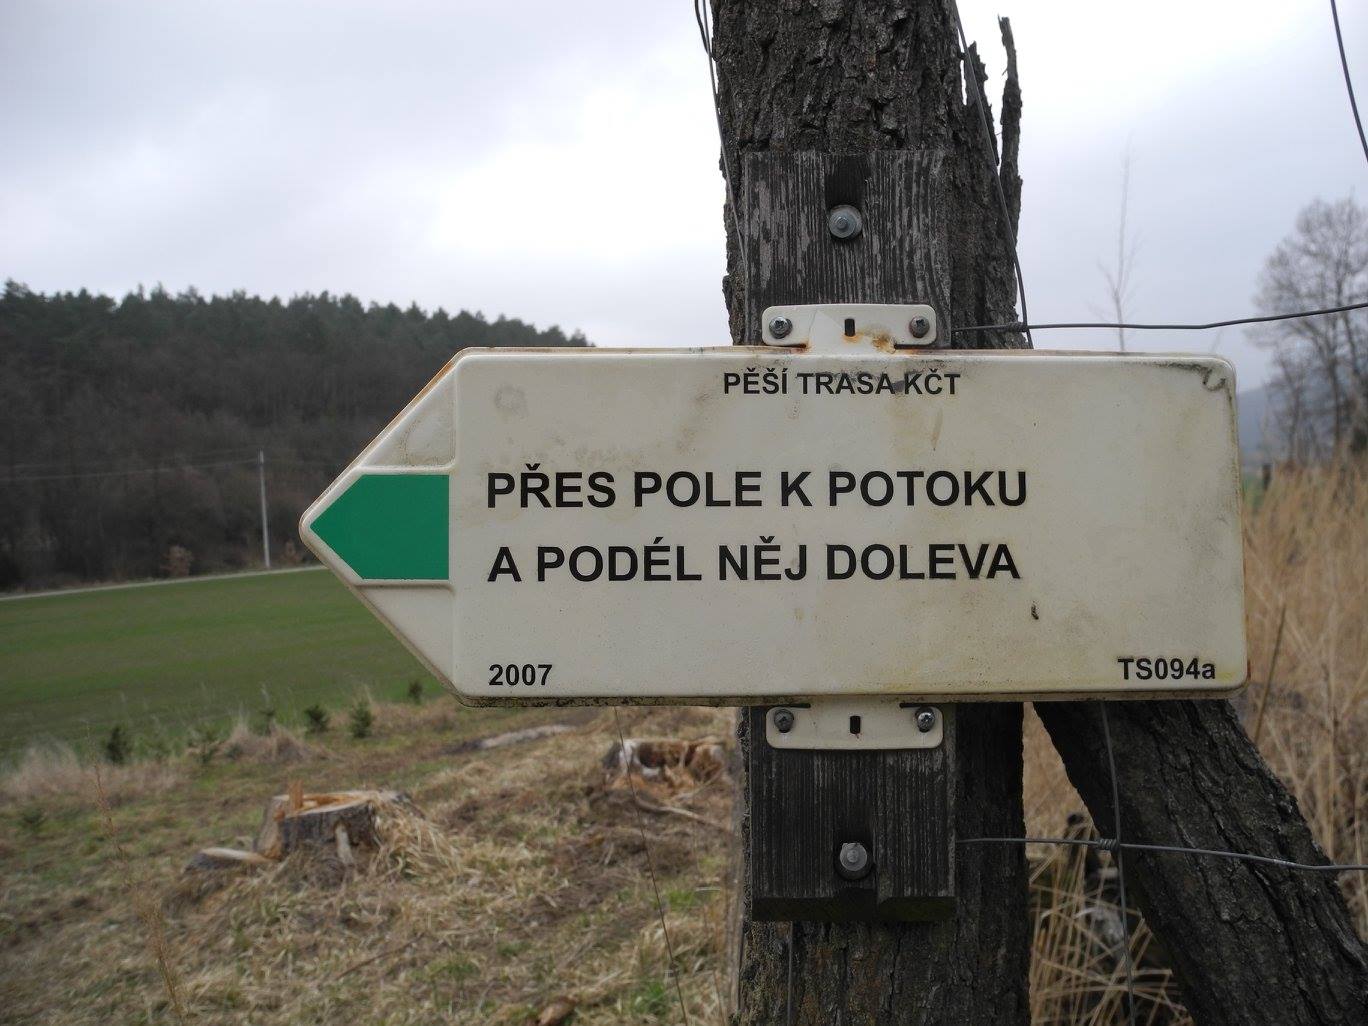 PĚŠÍ TRASA KČT
PŘES POLE K POTOKU
A PODÉL NĚJ DOLEVA
2007 TS094a